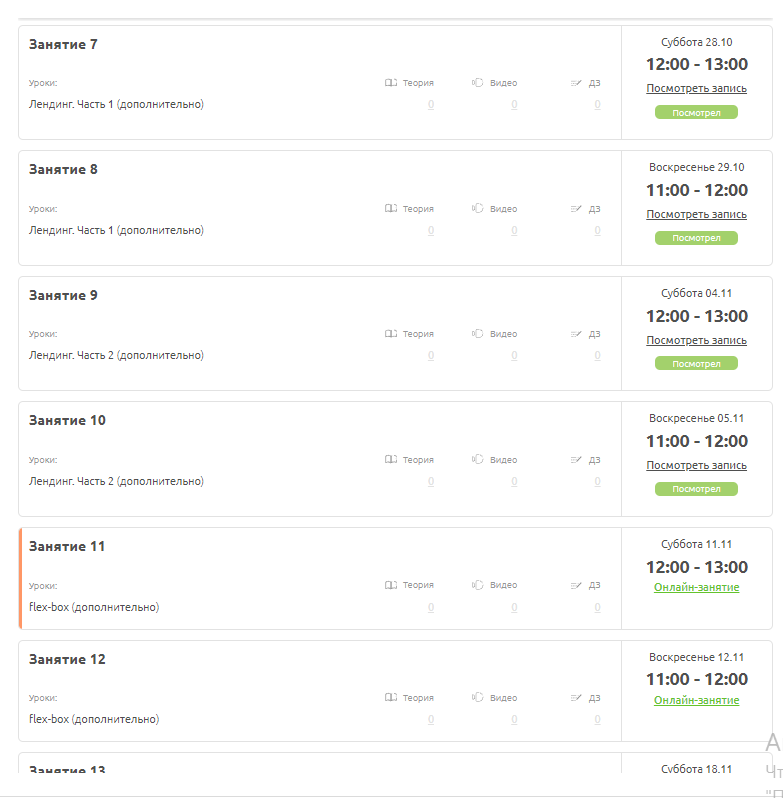 Занятие 7
Суббота 28.10
12:00 - 13:00
Уроки: Теория Видео ДЗ
Посмотреть запись
Лендинг. Часть 1 (дополнительно) 0 0 0
Посмотрел
Занятие 8
Воскресенье 29.10
11:00 - 12:00
Уроки: Теория Видео ДЗ
Посмотреть запись
Лендинг. Часть 1 (дополнительно) 0 0 0
Посмотрел
Занятие 9
Суббота 04.11
12:00 - 13:00
Уроки: Теория Видео ДЗ
Посмотреть запись
Лендинг. Часть 2 (дополнительно) 0 0 0
Посмотрел
Занятие 10
Воскресенье 05.11
11:00 - 12:00
Уроки: Теория Видео ДЗ
Посмотреть запись
Лендинг. Часть 2 (дополнительно) 0 0 0
Посмотрел
Занятие 11
Суббота 11.11
12:00 - 13:00
Уроки: Теория Видео ДЗ
Онлайн-занятие
flex-box (дополнительно) 0 0 0
Занятие 12
Воскресенье 12.11
11:00 - 12:00
Уроки: Теория Видео ДЗ
Онлайн-занятие
flex-box (дополнительно) 0 0 0
Занятие 13
Суббота 18.11